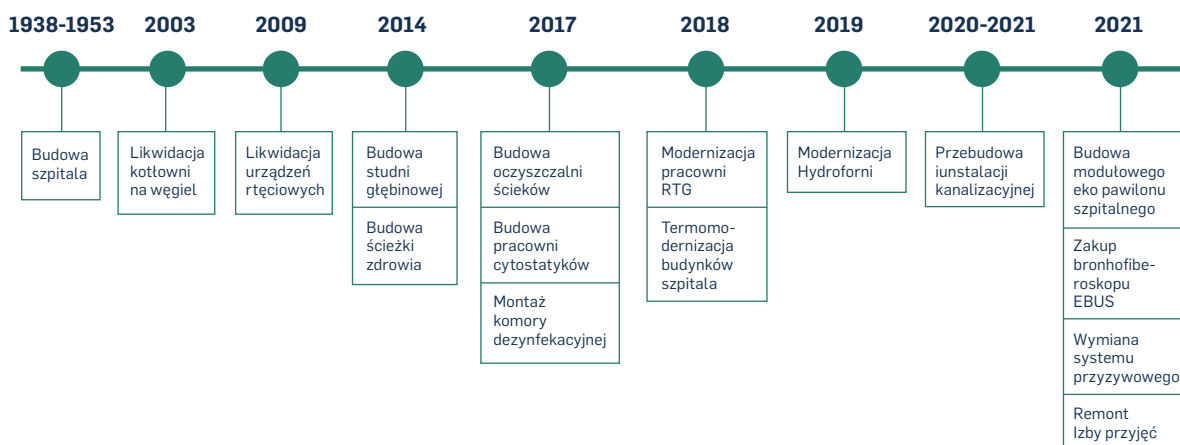 1938-1953
Budowa
szpitala
2003
Likwidacja
kotłowni
na węgiel
2009
Likwidacja
urządzeń
rtęciowych
2014
Budowa
studni
głębinowej
Budowa
ścieżki
zdrowia
2017
Budowa
oczyszczalni
ścieków
Budowa
pracowni
cytostatyków
Montaż
komory
dezynfekacyjnej
2018
Modernizacja
pracowni
RTG
Termomo-
dernizacja
budynków
szpitala
2019
Modernizacja
Hydroforni
2020-2021
Przebudowa
iunstalacji
kanalizacyjnej
2021
Budowa
modułowego
eko pawilonu
szpitalnego
Zakup
bronhofibe-
roskopu
EBUS
Wymiana
systemu
przyzywowego
Remont
Izby przyjęć